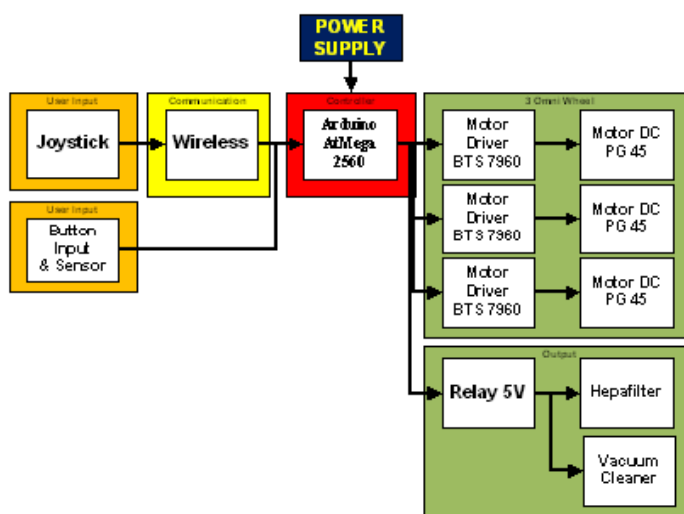 POWER
SUPPLY
User Input
Joystick
Communication
Wireless
Controller
Arduino
AtMega
2560
3 Omni Wheel
Motor
Driver
BTS 7960
Motor DC
PG 45
Motor
Driver
BTS 7960
Motor DC
PG 45
Motor
Driver
BTS 7960
Motor DC
PG 45
User Input
Button
Input
& Sensor
Output
Relay 5V
Hepafilter
Vacuum
Cleaner